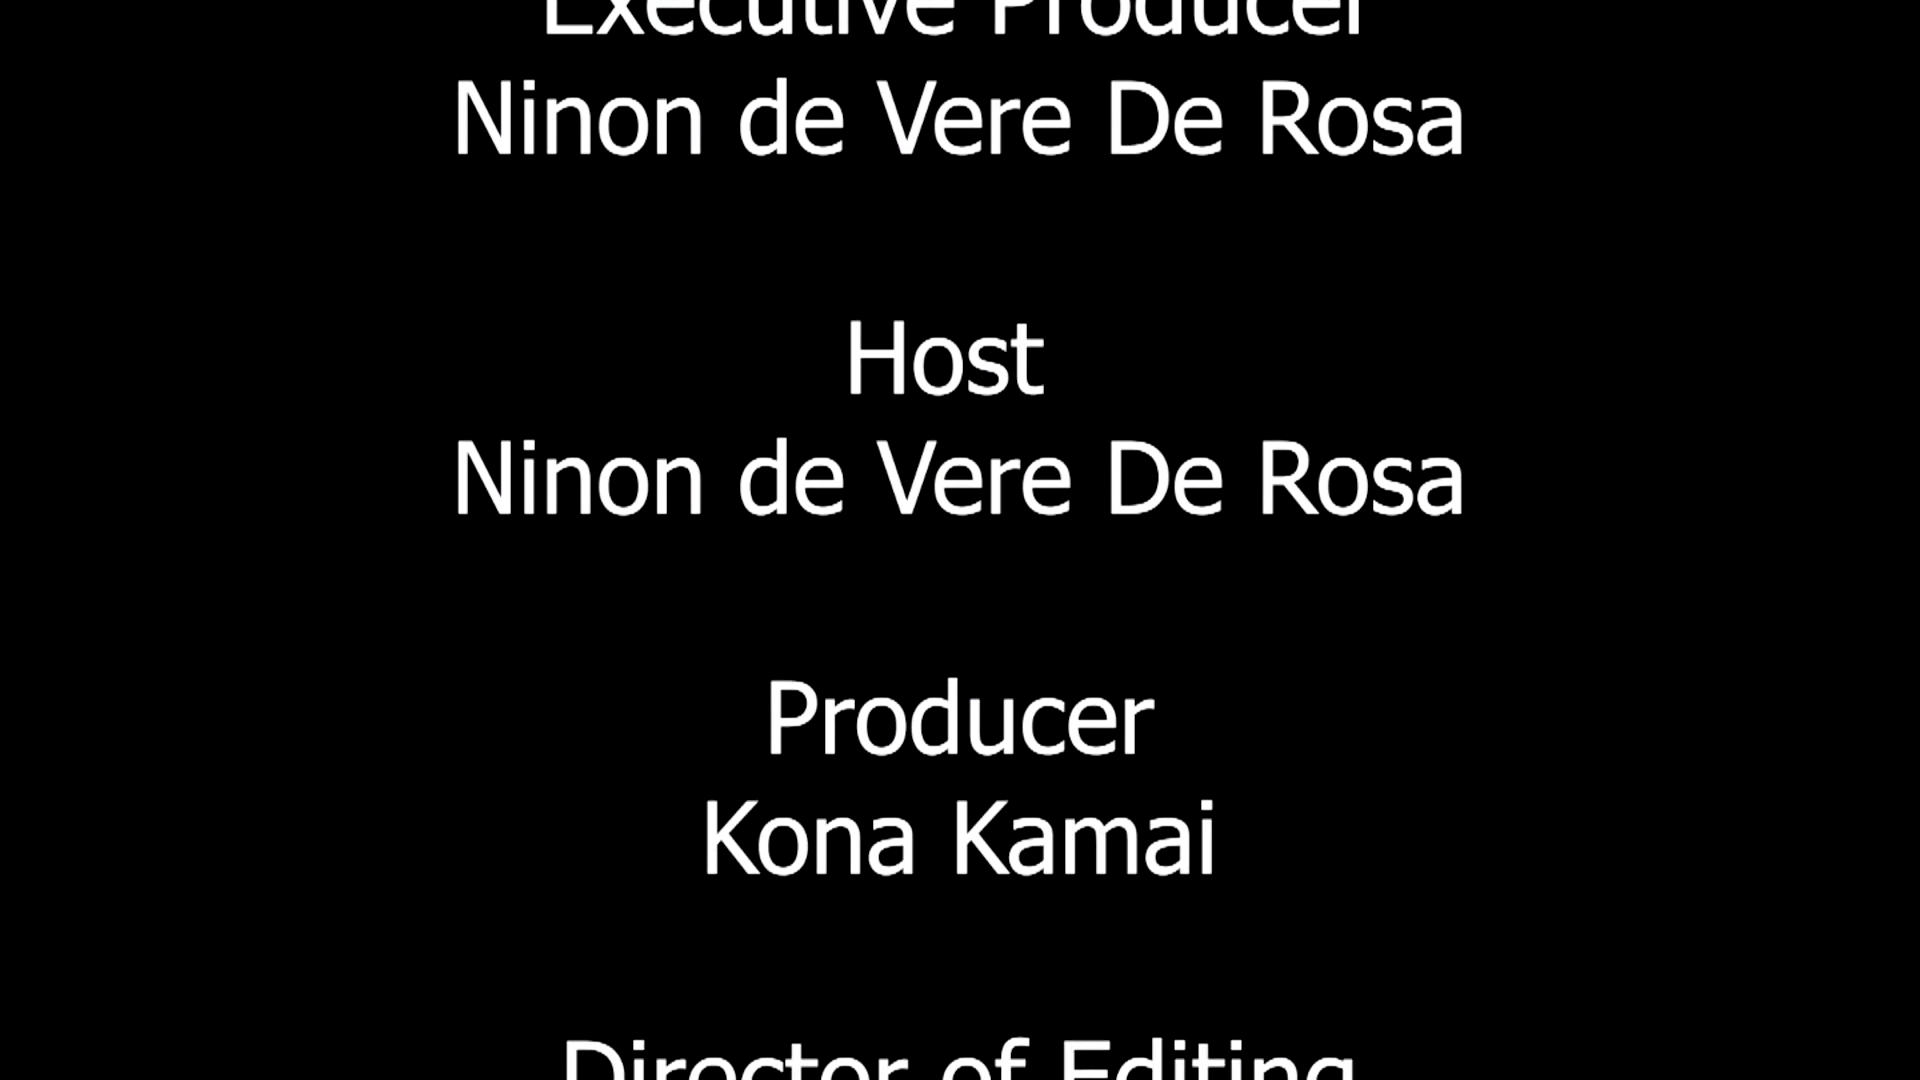 Executive Producer
Ninon de Vere De Rosa
Host
Ninon de Vere De Rosa
Producer
Kona Kamai
Director of Editing